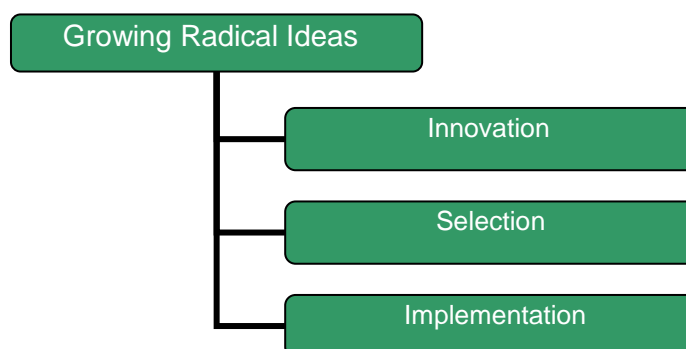 Growing Radical Ideas
Innovation
Selection
Implementation